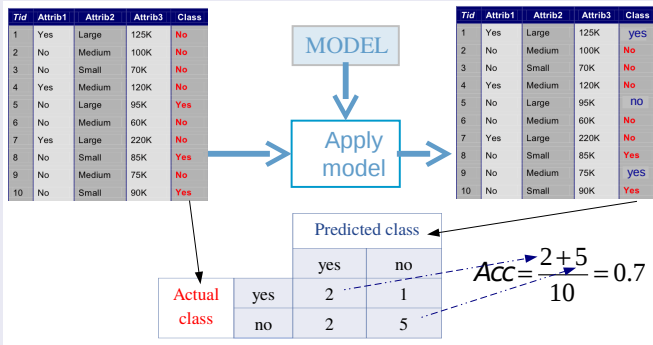 Tid Attrib1 Attrib2 Attrib3 Class
1 Yes Large 125K No
2 No Medium 100K No
3 No Small 70K No
4 Yes Medium 120K No
5 No Large 95K Yes
6 No Medium 60K No
7 Yes Large 220K No
8 No Small 85K Yes
9 No Medium 75K No
10 No Small 90K Yes
MODEL
Apply
model
Tid Attrib1 Attrib2 Attrib3 Class
1 Yes Large 125K yes
2 No Medium 100K No
3 No Small 70K No
4 Yes Medium 120K No
5 No Large 95K no
6 No Medium 60K No
7 Yes Large 220K No
8 No Small 85K Yes
9 No Medium 75K yes
10 No Small 90K Yes
Predicted class
yes no
Actual
class
yes 2 1
no 2 5
Acc=2+5/10=0.7